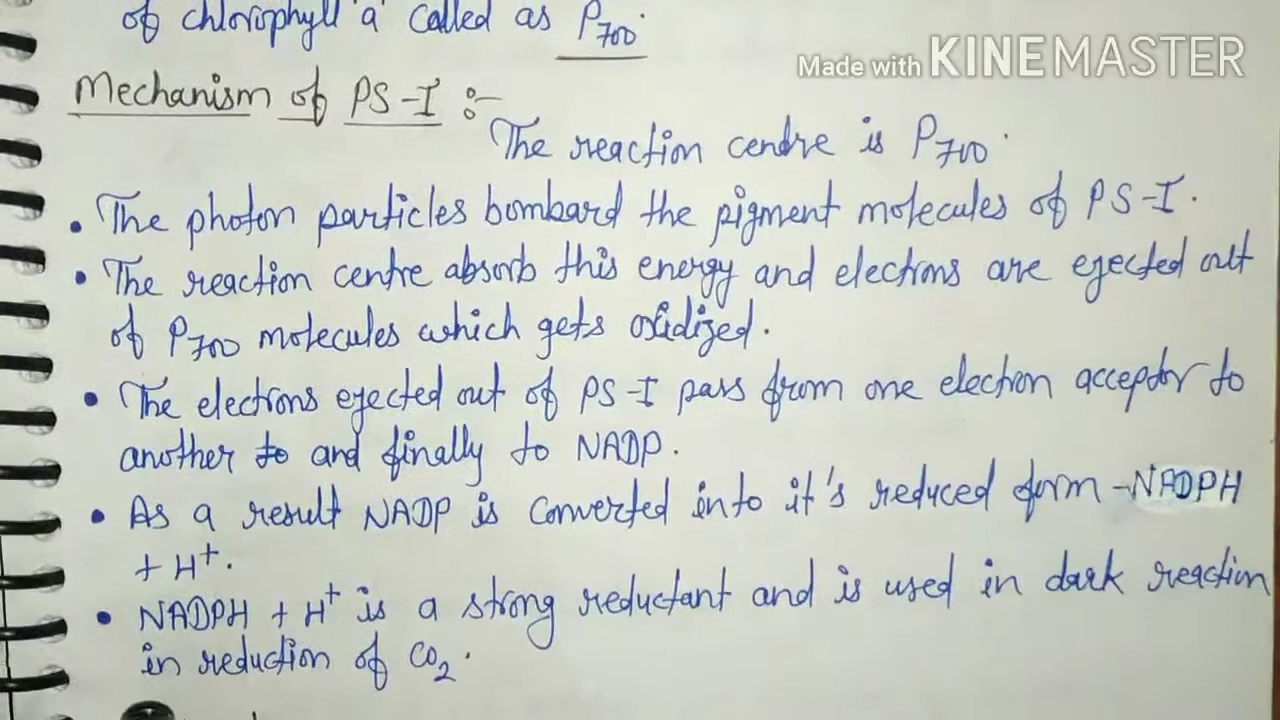 of chlorophyll 'a' called as P700.
Made with KINEMASTER
Mechanism of PS-I :-
The reaction centre is P700.
• The photon particles bombard the pigment molecules of PS-I.
• The reaction centre absorb this energy and electrons are ejected out
of P700 molecules which gets oxidized.
• The electrons ejected out of PS-I pass from one electron acceptor to
another to and finally to NADP.
• As a result NADP is converted into it's reduced form - NADPH
+ H+.
• NADPH + H+ is a strong reductant and is used in dark reaction
in reduction of CO2.